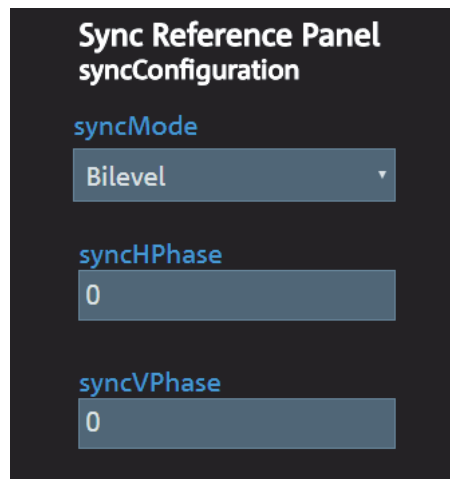 Sync Reference Panel
syncConfiguration
syncMode
Bilevel
syncHPhase
0
syncVPhase
0